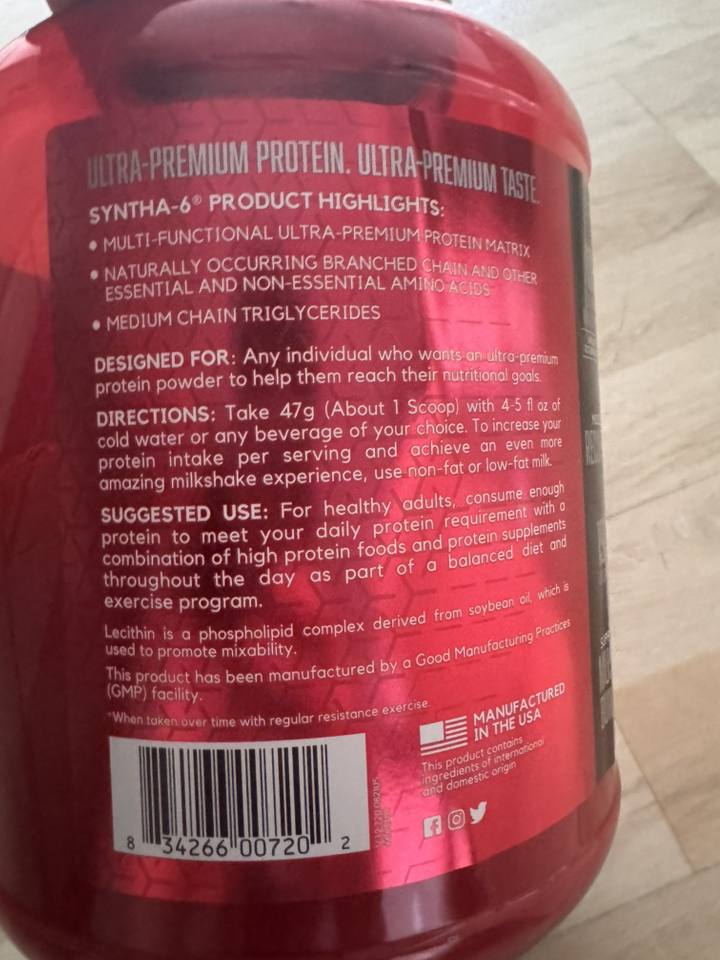 ULTRA-PREMIUM PROTEIN. ULTRA-PREMIUM TASTE.
SYNTHA-6® PRODUCT HIGHLIGHTS:
• MULTI-FUNCTIONAL ULTRA-PREMIUM PROTEIN MATRIX
• NATURALLY OCCURRING BRANCHED CHAIN AND OTHER
ESSENTIAL AND NON-ESSENTIAL AMINO ACIDS
• MEDIUM CHAIN TRIGLYCERIDES
DESIGNED FOR: Any individual who wants an ultra-premium
protein powder to help them reach their nutritional goals.
DIRECTIONS: Take 47g (About 1 Scoop) with 4-5 fl oz of
cold water or any beverage of your choice. To increase your
protein intake per serving and achieve an even more
amazing milkshake experience, use non-fat or low-fat milk.
SUGGESTED USE: For healthy adults, consume enough
protein to meet your daily protein requirement with a
combination of high protein foods and protein supplements
throughout the day as part of a balanced diet and
exercise program.
Lecithin is a phospholipid complex derived from soybean oil, which is
used to promote mixability.
This product has been manufactured by a Good Manufacturing Practices
(GMP) facility.
*When taken over time with regular resistance exercise.
MANUFACTURED
IN THE USA
This product contains
ingredients of international
and domestic origin
8 34266 00720 2